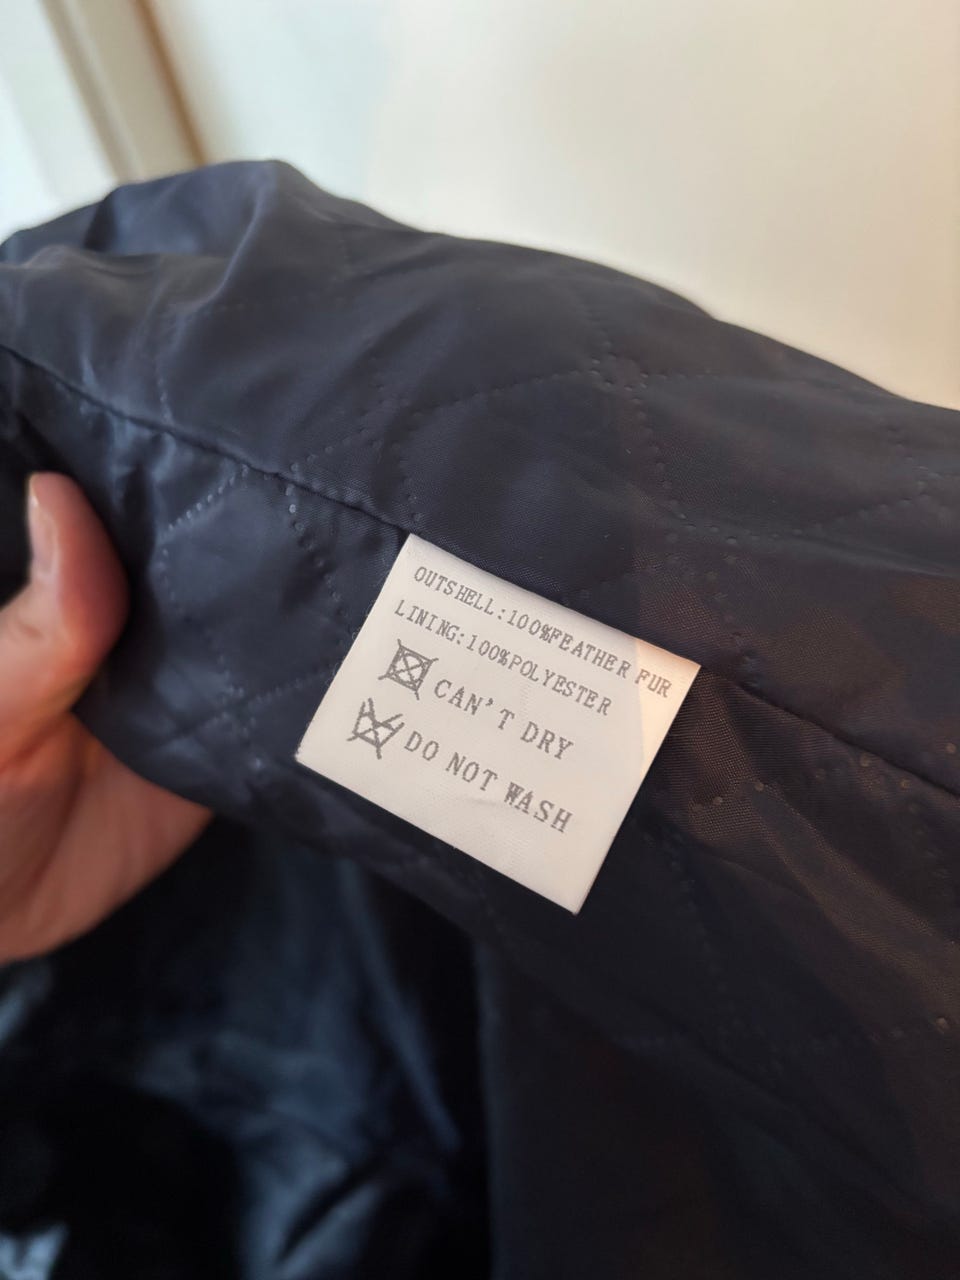 OUTSHELL:100%FEATHER FUR
LINING:100%POLYESTER
CAN'T DRY
DO NOT WASH